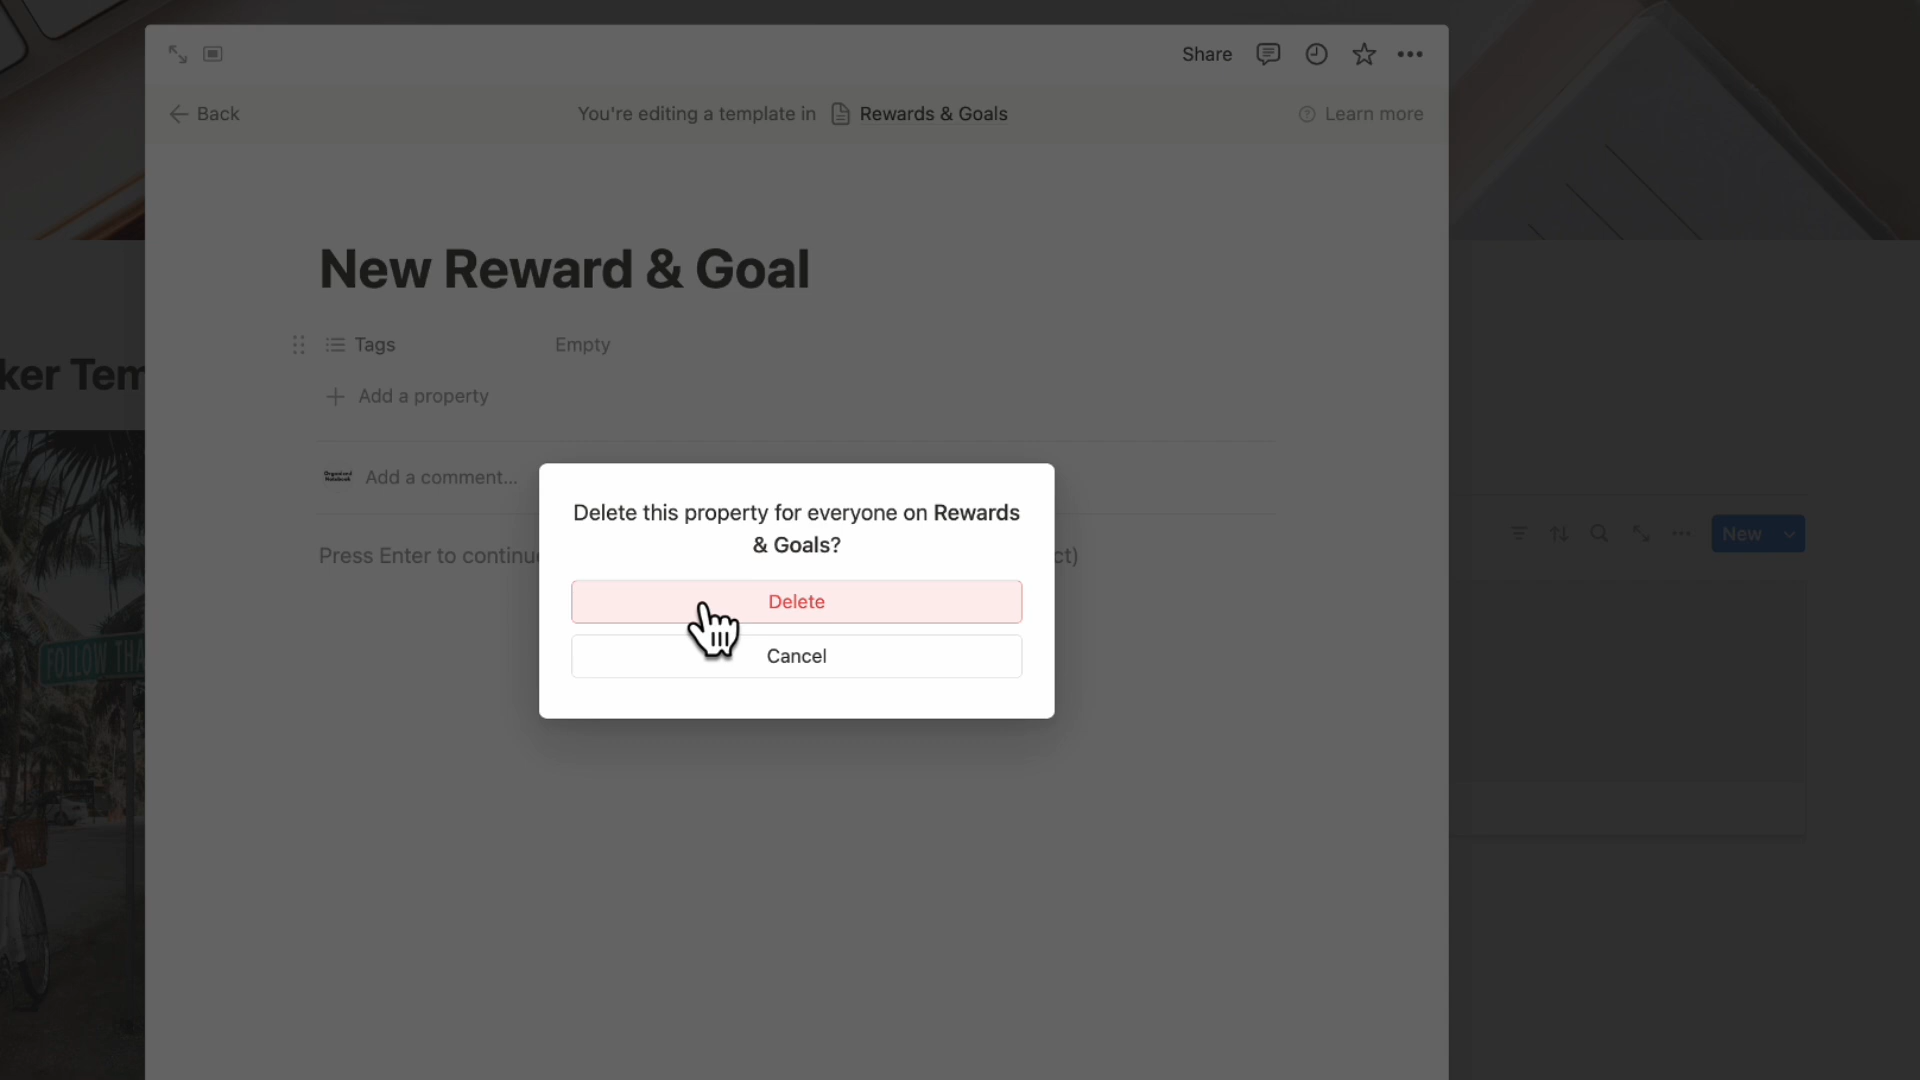 Share
Back
You're editing a template in Rewards & Goals
Learn more
New Reward & Goal
Tags Empty
ker Tem
Add a property
Add a comment...
Delete this property for everyone on Rewards
& Goals?
New
Press Enter to continu
ct)
Delete
Cancel
FOLLOW THA